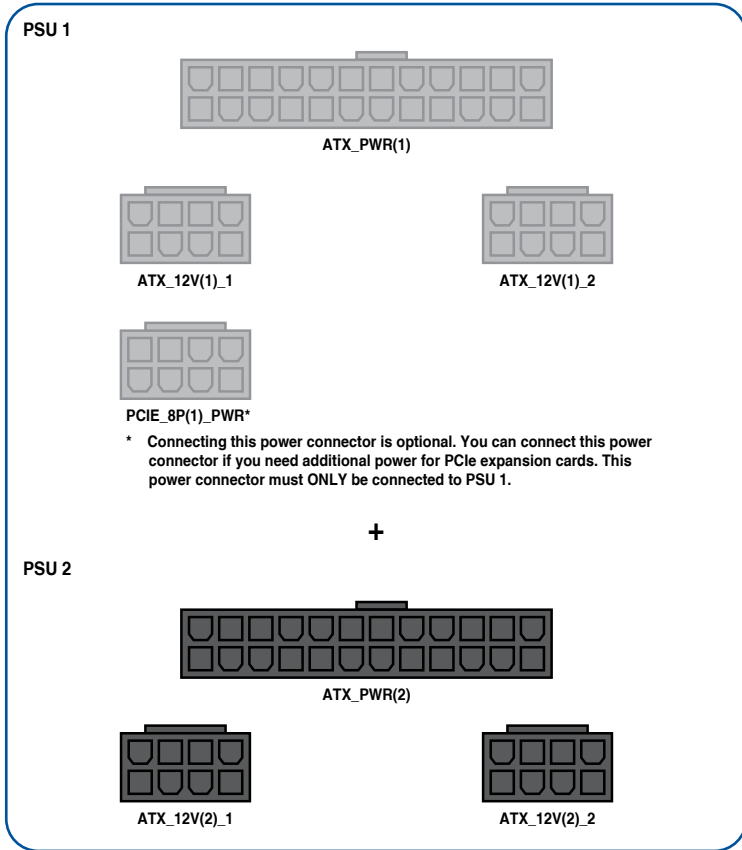 PSU 1
ATX_PWR(1)
ATX_12V(1)_1
ATX_12V(1)_2
PCIE_8P(1)_PWR*
* Connecting this power connector is optional. You can connect this power
connector if you need additional power for PCIe expansion cards. This
power connector must ONLY be connected to PSU 1.
+
PSU 2
ATX_PWR(2)
ATX_12V(2)_1
ATX_12V(2)_2